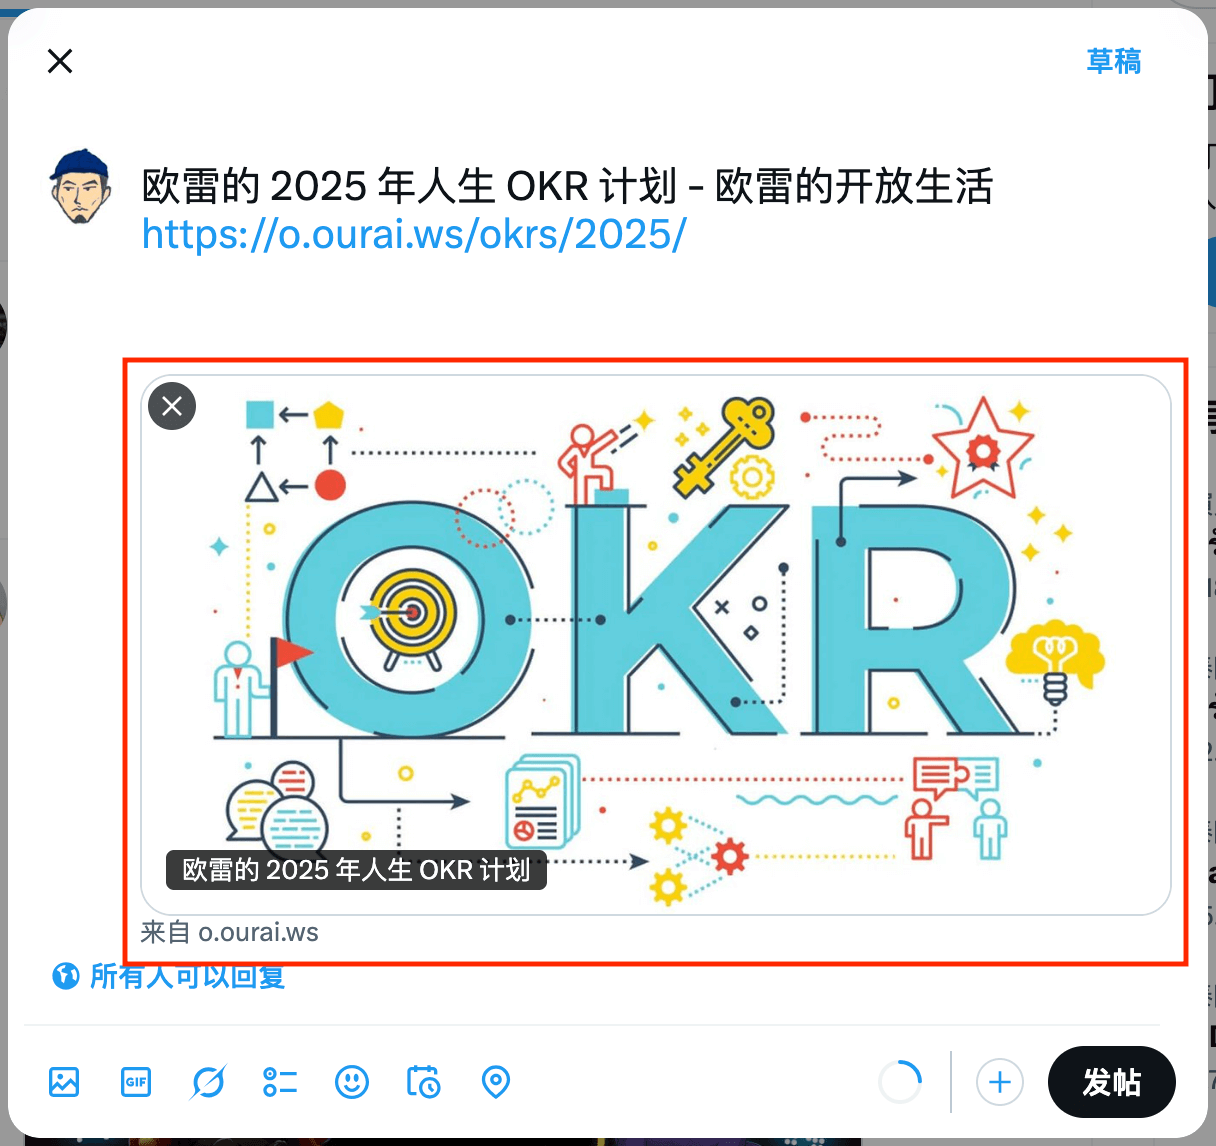 草稿
欧雷的 2025 年人生 OKR 计划 - 欧雷的开放生活
https://o.ourai.ws/okrs/2025/
OKR
欧雷的 2025 年人生 OKR 计划
来自 o.ourai.ws
所有人可以回复
GIF
发帖